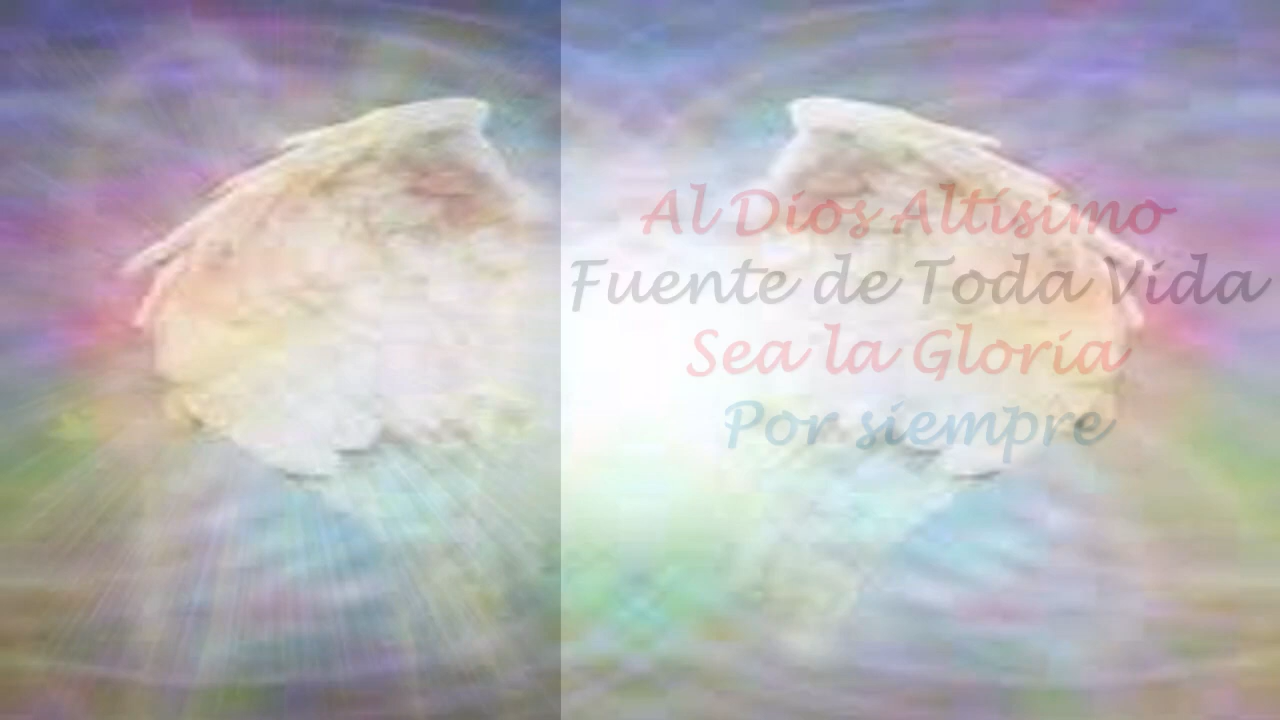 Al Dios Altísimo
Fuente de Toda Vida
Sea la Gloria
Por siempre